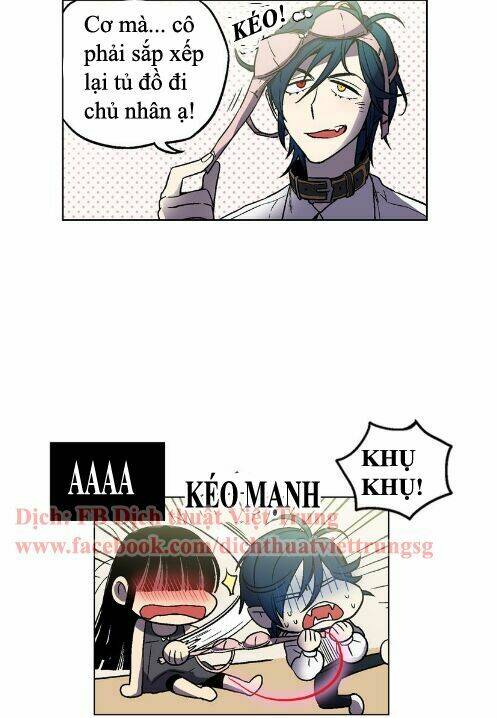 Cơ mà... cô
phải sắp xếp
lại tủ đồ đi
chủ nhân ạ!
KÉO!
AAAA
KÉO MẠNH
KHỤ
KHỤ!
Dịch: FB Dịch thuật Việt Trung
www.facebook.com/dichthuatviettrungsg